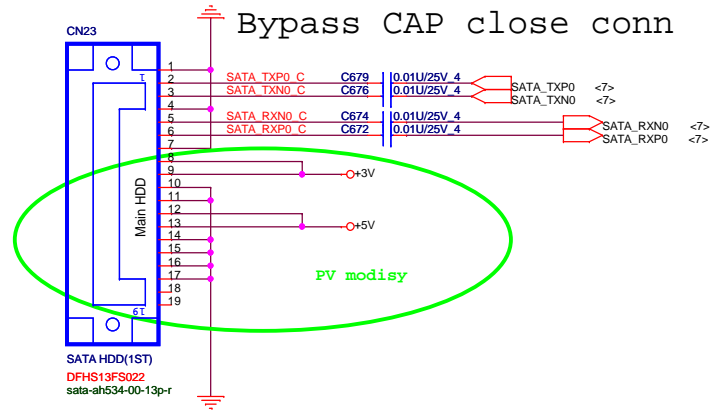 Bypass CAP close conn
CN23
1
1
2 SATA_TXP0_C C679 0.01U/25V_4 SATA_TXP0 <7>
3 SATA_TXN0_C C676 0.01U/25V_4 SATA_TXN0 <7>
4
5 SATA_RXN0_C C674 0.01U/25V_4 SATA_RXN0 <7>
6 SATA_RXP0_C C672 0.01U/25V_4 SATA_RXP0 <7>
7
8
9 +3V
10
11
12
13 +5V
14
15
16
17
18
19
Main HDD
19
PV modisy
SATA HDD(1ST)
DFHS13FS022
sata-ah534-00-13p-r